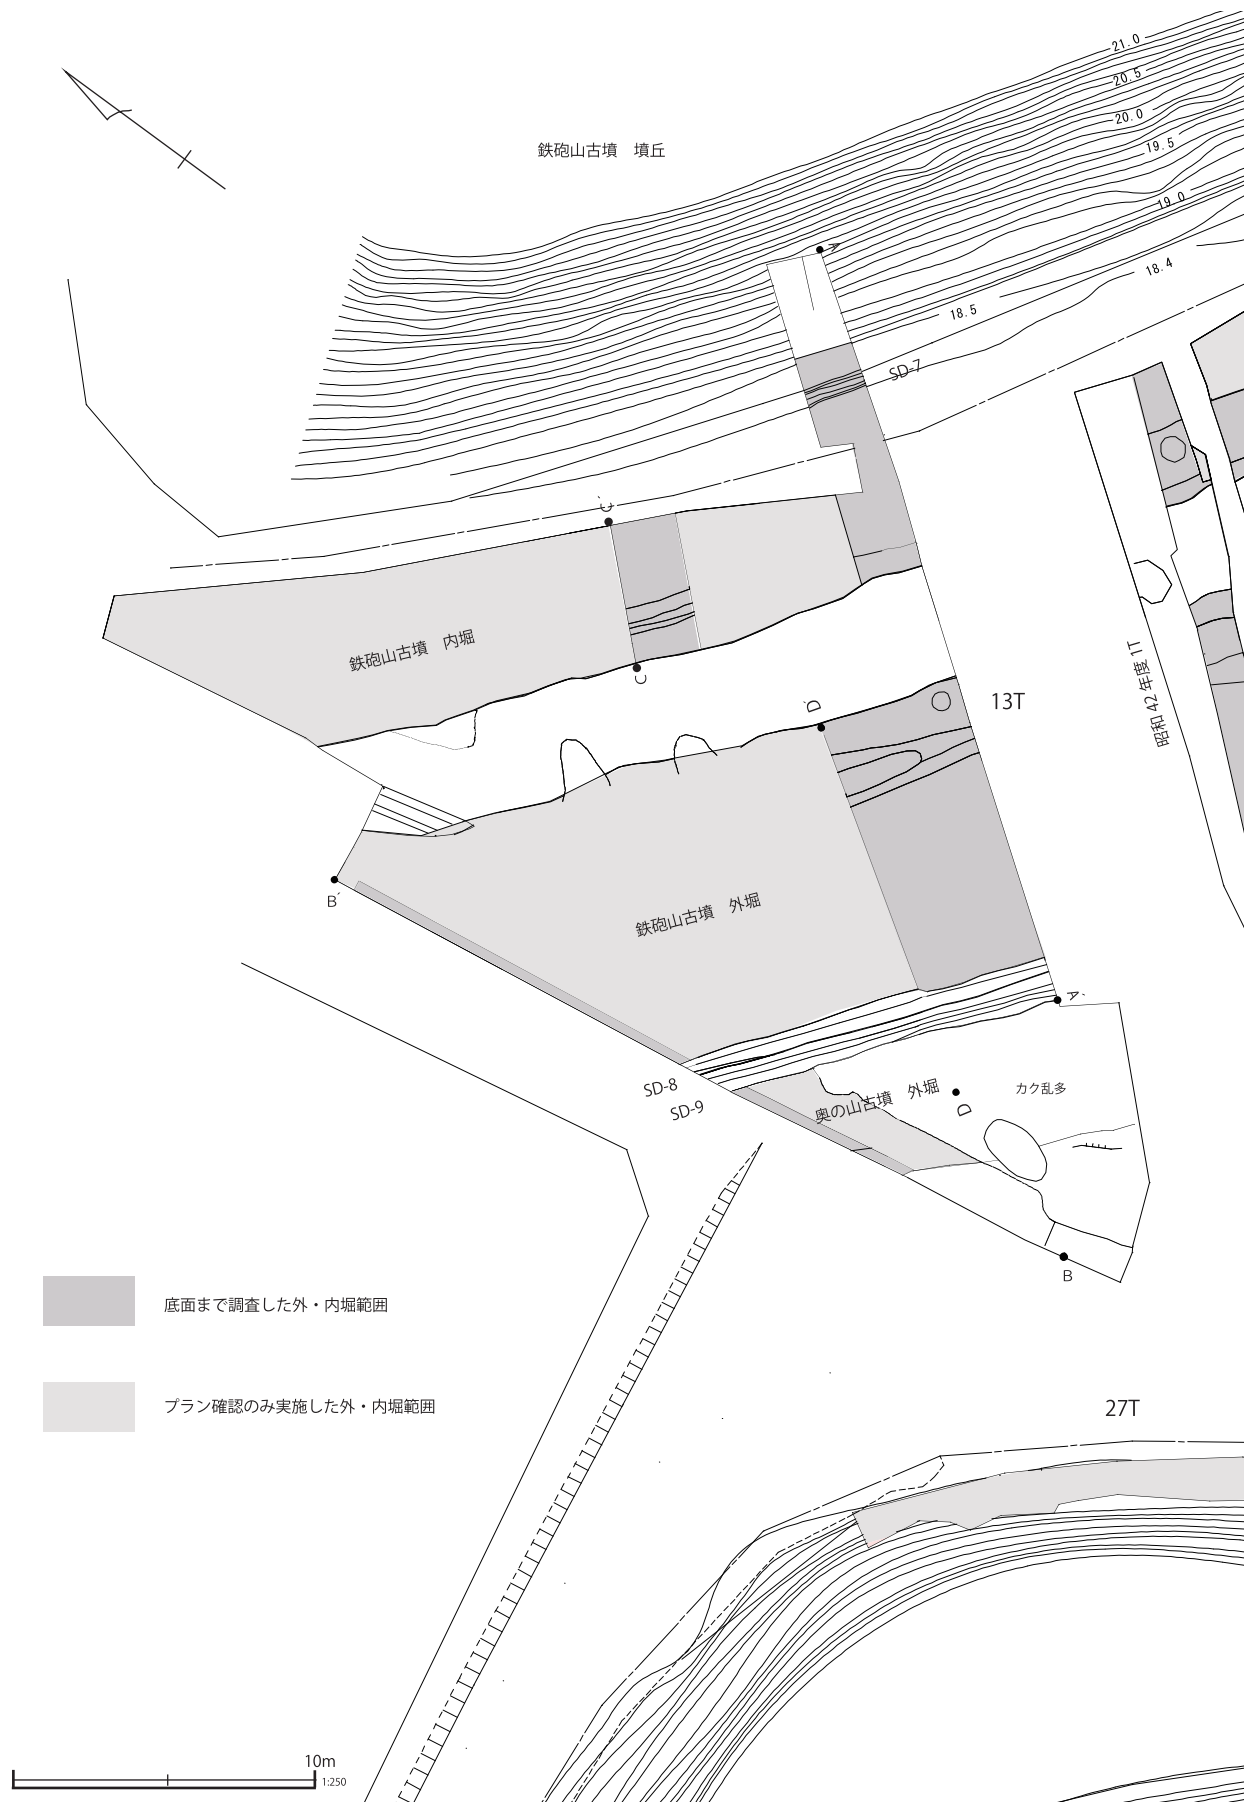 21.0
20.5
20.0
19.5
19.0
18.4
18.5
鉄砲山古墳　墳丘
A
SD-7
C´
鉄砲山古墳　内堀
C
D´
13T
昭和 42 年度 1T
B´
鉄砲山古墳　外堀
A´
SD-8
SD-9
奥の山古墳　外堀
D
カク乱多
B
底面まで調査した外・内堀範囲
プラン確認のみ実施した外・内堀範囲
27T
10m
1:250